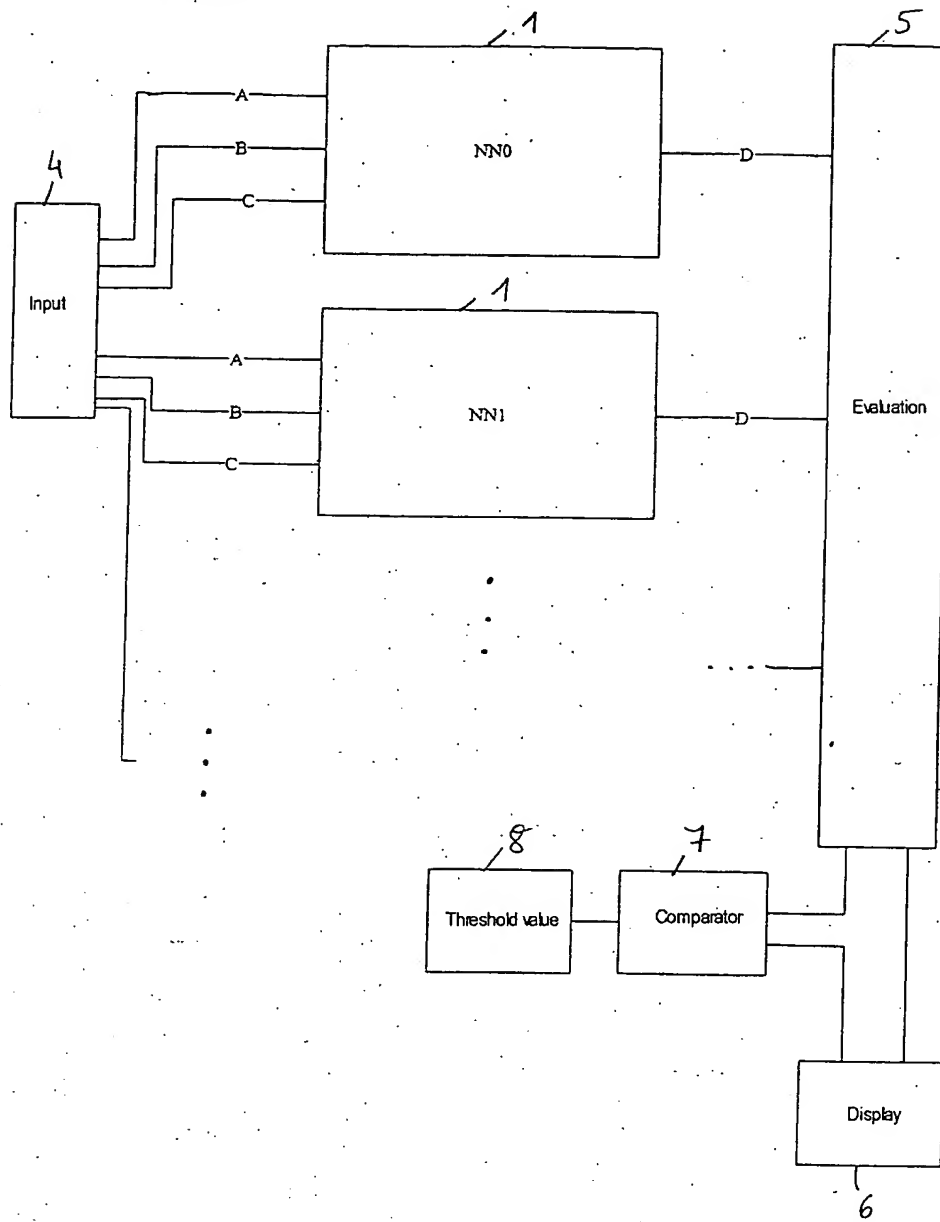 1
5
A
B
NN0
D
4
C
1
Input
A
B
NN1
D
Evaluation
C
8
7
Threshold value
Comparator
Display
6